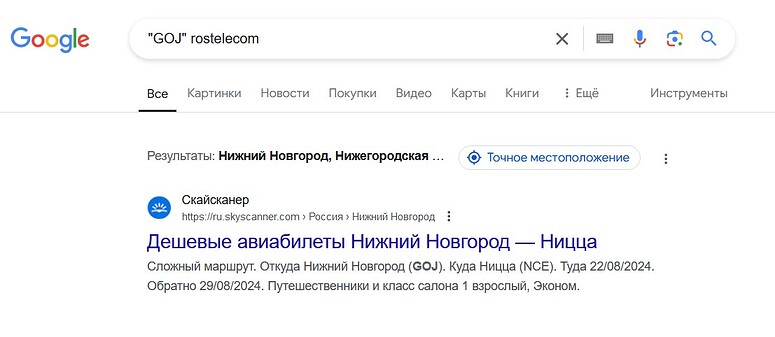 Google
"GOJ" rostelecom
Все Картинки Новости Покупки Видео Карты Книги Ещё Инструменты
Результаты: Нижний Новгород, Нижегородская … Точное местоположение
Скайсканер
https://ru.skyscanner.com › Россия › Нижний Новгород
Дешевые авиабилеты Нижний Новгород — Ницца
Сложный маршрут. Откуда Нижний Новгород (GOJ). Куда Ницца (NCE). Туда 22/08/2024.
Обратно 29/08/2024. Путешественники и класс салона 1 взрослый, Эконом.